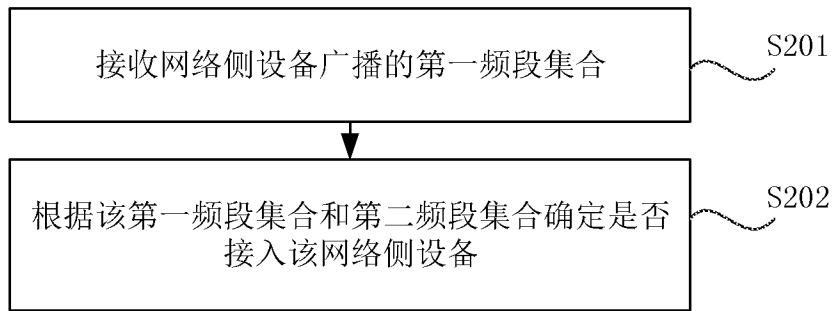 接收网络侧设备广播的第一频段集合
S201
根据该第一频段集合和第二频段集合确定是否
接入该网络侧设备
S202